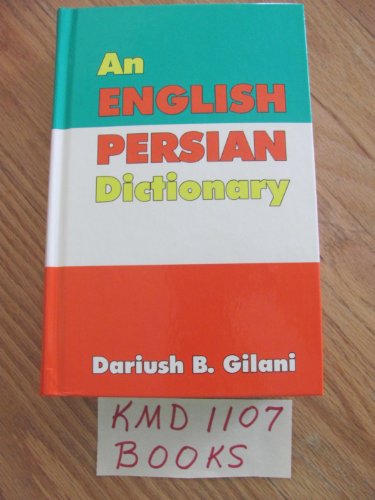 An
ENGLISH
PERSIAN
Dictionary
Dariush B. Gilani
KMD 1107
BOOKS